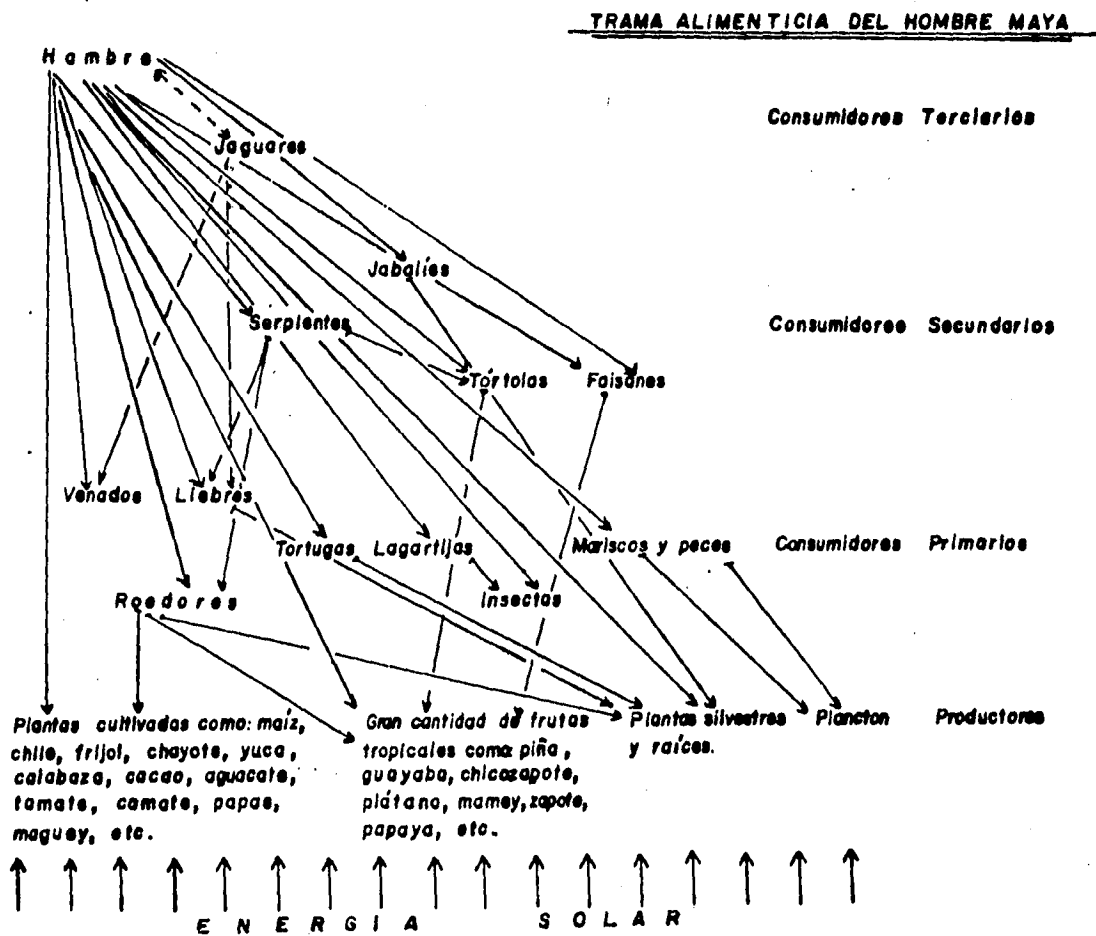 TRAMA ALIMENTICIA DEL HOMBRE MAYA
Hombre
Consumidores Terciarios
Jaguares
Jabalíes
Serpientes
Consumidores Secundarios
Tórtolas
Faisanes
Venados
Liebres
Tortugas
Lagartijas
Mariscos y peces
Consumidores Primarios
Roedores
Insectos
Plantas cultivadas como: maíz,
chile, frijol, chayote, yuca,
calabaza, cacao, aguacate,
tomate, camote, papas,
maguey, etc.
Gran cantidad de frutas
tropicales como: piña,
guayaba, chicozapote,
plátano, mamey, zapote,
papaya, etc.
Plantas silvestres
y raíces.
Plancton
Productores
ENERGIA SOLAR